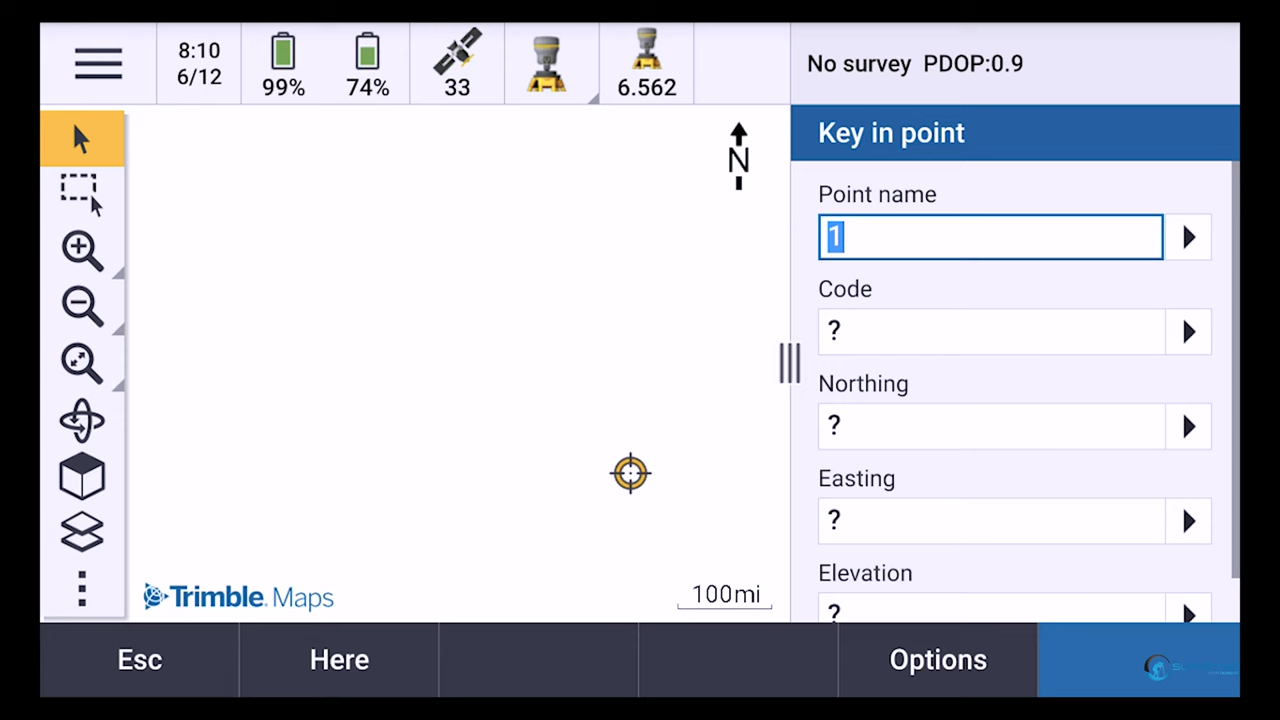 8:10
6/12
99%
74%
33
6.562
No survey PDOP:0.9
Key in point
N
Point name
1
Code
?
Northing
?
Easting
?
Elevation
?
Trimble. Maps
100mi
Esc
Here
Options